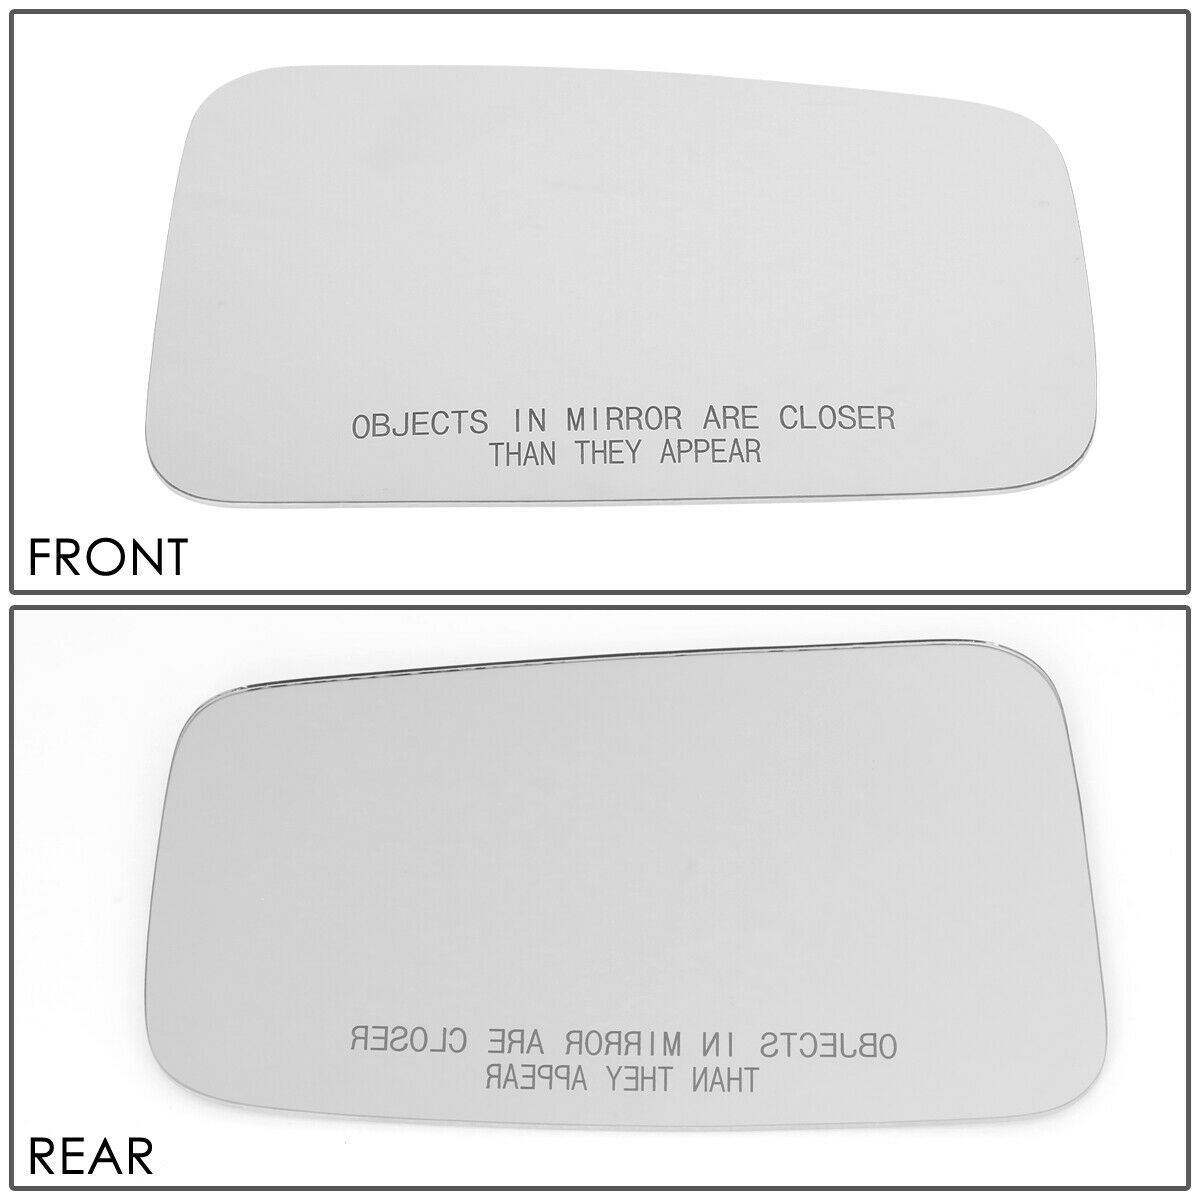 OBJECTS IN MIRROR ARE CLOSER
THAN THEY APPEAR
FRONT
OBJECTS IN MIRROR ARE CLOSER
THAN THEY APPEAR
REAR